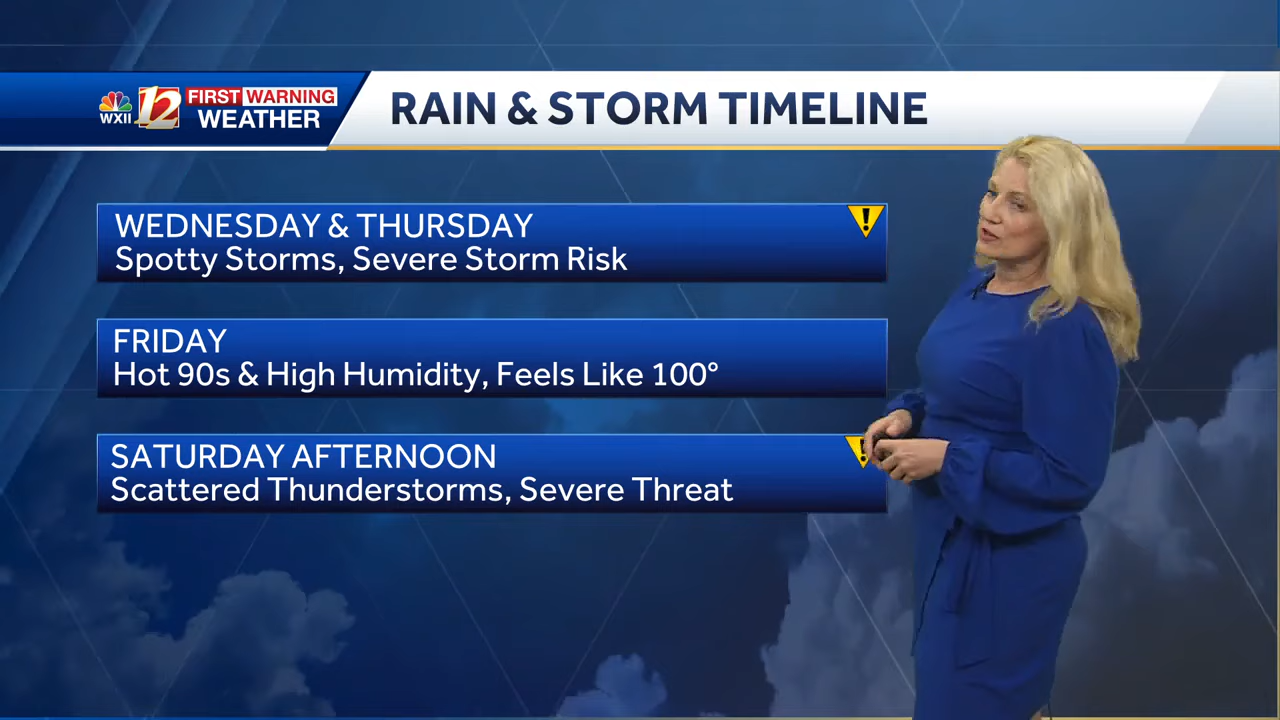 WXII 12 FIRST WARNING
WEATHER
RAIN & STORM TIMELINE
WEDNESDAY & THURSDAY
Spotty Storms, Severe Storm Risk
FRIDAY
Hot 90s & High Humidity, Feels Like 100°
SATURDAY AFTERNOON
Scattered Thunderstorms, Severe Threat